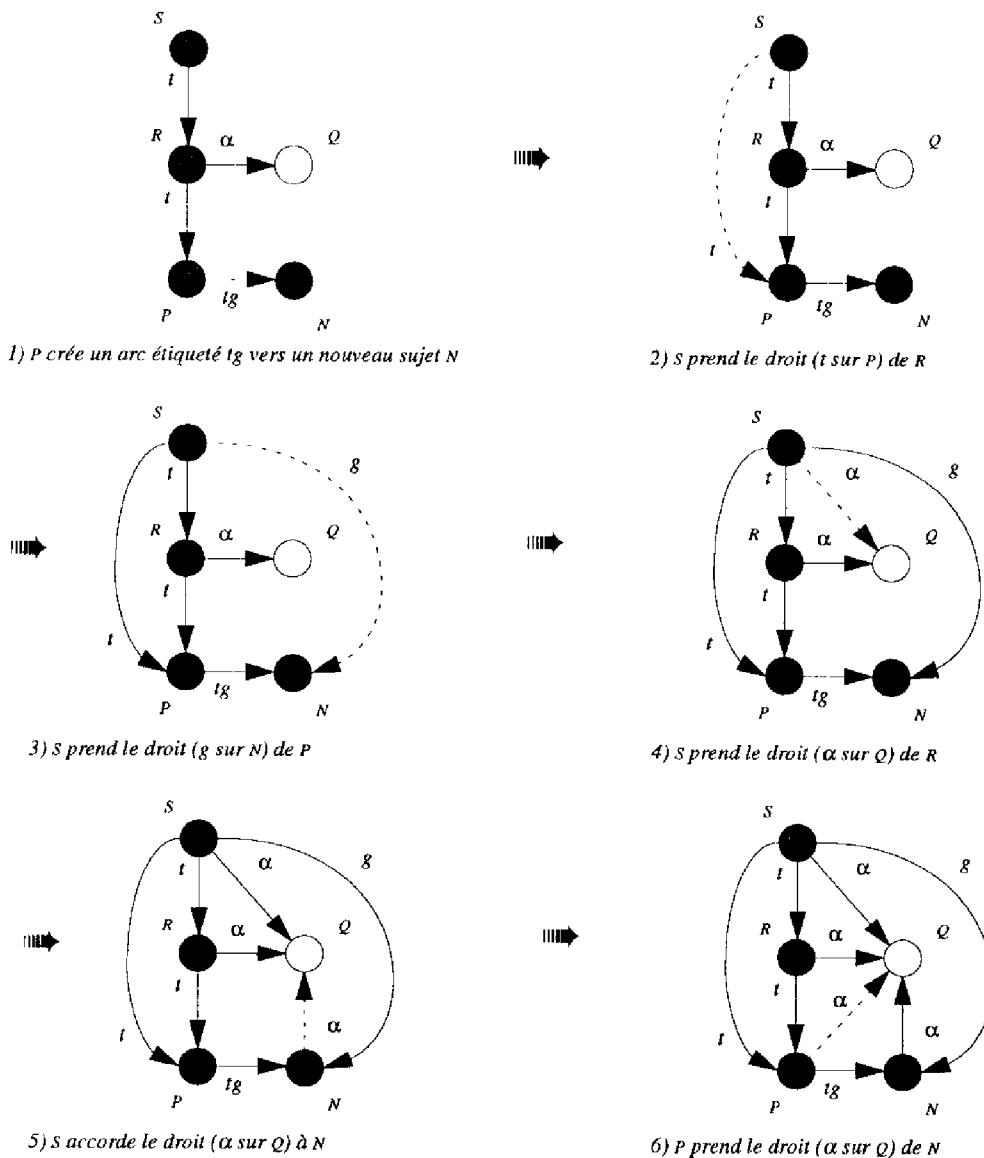 S
t
R
α
Q
t
tg
P
N
1) P crée un arc étiqueté tg vers un nouveau sujet N
S
t
R
α
Q
t
t
P
tg
N
2) S prend le droit (t sur P) de R
S
t
g
R
α
Q
t
t
tg
P
N
3) S prend le droit (g sur N) de P
S
t
α
g
R
α
Q
t
t
tg
P
N
4) S prend le droit (α sur Q) de R
S
t
α
g
R
α
Q
t
t
α
P
tg
N
5) S accorde le droit (α sur Q) à N
S
t
α
g
R
α
Q
t
α
t
α
P
tg
N
6) P prend le droit (α sur Q) de N